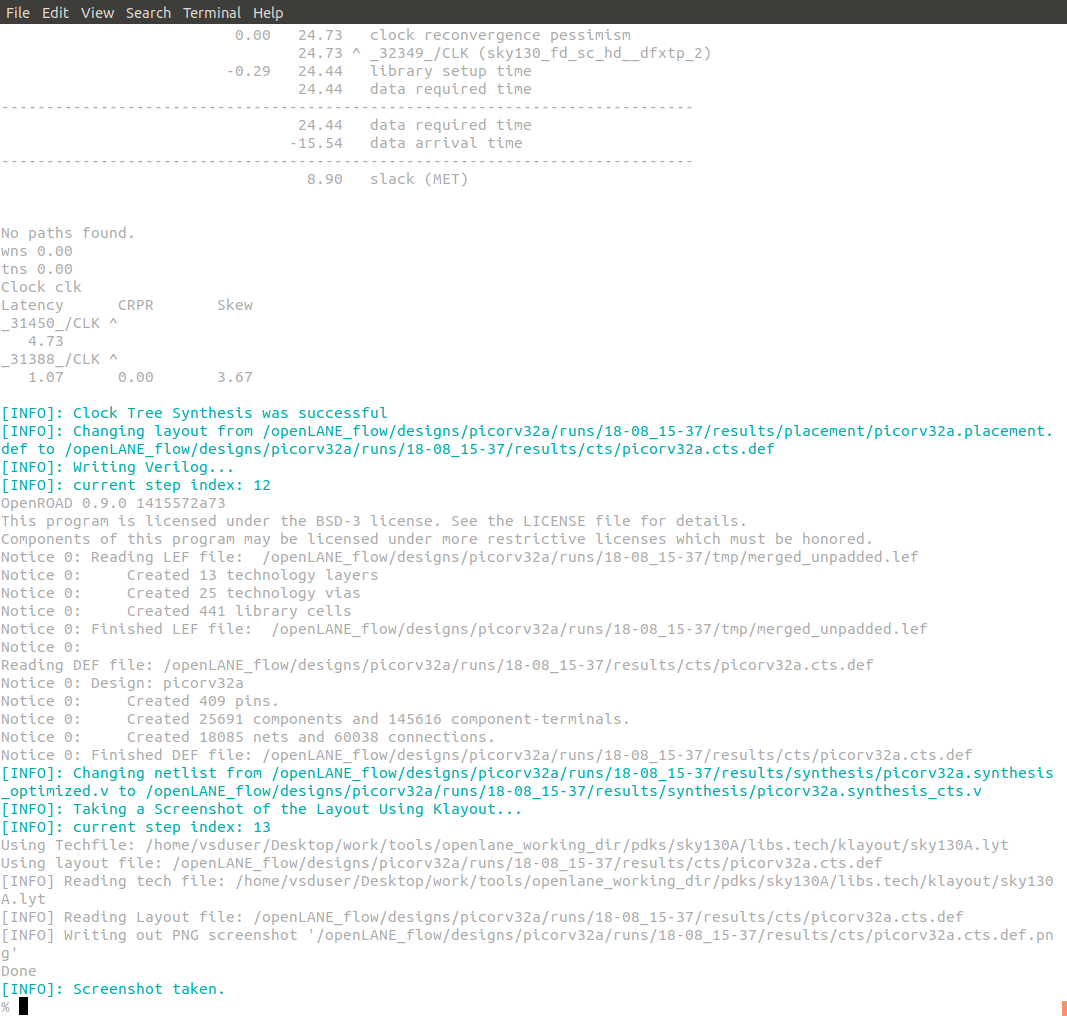 File Edit View Search Terminal Help
                          0.00   24.73   clock reconvergence pessimism
                                 24.73 ^ _32349_/CLK (sky130_fd_sc_hd__dfxtp_2)
                         -0.29   24.44   library setup time
                                 24.44   data required time
-----------------------------------------------------------------------------
                                 24.44   data required time
                                -15.54   data arrival time
-----------------------------------------------------------------------------
                                  8.90   slack (MET)
No paths found.
wns 0.00
tns 0.00
Clock clk
Latency      CRPR       Skew
_31450_/CLK ^
   4.73
_31388_/CLK ^
   1.07      0.00       3.67
[INFO]: Clock Tree Synthesis was successful
[INFO]: Changing layout from /openLANE_flow/designs/picorv32a/runs/18-08_15-37/results/placement/picorv32a.placement.
def to /openLANE_flow/designs/picorv32a/runs/18-08_15-37/results/cts/picorv32a.cts.def
[INFO]: Writing Verilog...
[INFO]: current step index: 12
OpenROAD 0.9.0 1415572a73
This program is licensed under the BSD-3 license. See the LICENSE file for details.
Components of this program may be licensed under more restrictive licenses which must be honored.
Notice 0: Reading LEF file:  /openLANE_flow/designs/picorv32a/runs/18-08_15-37/tmp/merged_unpadded.lef
Notice 0:     Created 13 technology layers
Notice 0:     Created 25 technology vias
Notice 0:     Created 441 library cells
Notice 0: Finished LEF file:  /openLANE_flow/designs/picorv32a/runs/18-08_15-37/tmp/merged_unpadded.lef
Notice 0:
Reading DEF file: /openLANE_flow/designs/picorv32a/runs/18-08_15-37/results/cts/picorv32a.cts.def
Notice 0: Design: picorv32a
Notice 0:     Created 409 pins.
Notice 0:     Created 25691 components and 145616 component-terminals.
Notice 0:     Created 18085 nets and 60038 connections.
Notice 0: Finished DEF file: /openLANE_flow/designs/picorv32a/runs/18-08_15-37/results/cts/picorv32a.cts.def
[INFO]: Changing netlist from /openLANE_flow/designs/picorv32a/runs/18-08_15-37/results/synthesis/picorv32a.synthesis
_optimized.v to /openLANE_flow/designs/picorv32a/runs/18-08_15-37/results/synthesis/picorv32a.synthesis_cts.v
[INFO]: Taking a Screenshot of the Layout Using Klayout...
[INFO]: current step index: 13
Using Techfile: /home/vsduser/Desktop/work/tools/openlane_working_dir/pdks/sky130A/libs.tech/klayout/sky130A.lyt
Using layout file: /openLANE_flow/designs/picorv32a/runs/18-08_15-37/results/cts/picorv32a.cts.def
[INFO] Reading tech file: /home/vsduser/Desktop/work/tools/openlane_working_dir/pdks/sky130A/libs.tech/klayout/sky130
A.lyt
[INFO] Reading Layout file: /openLANE_flow/designs/picorv32a/runs/18-08_15-37/results/cts/picorv32a.cts.def
[INFO] Writing out PNG screenshot '/openLANE_flow/designs/picorv32a/runs/18-08_15-37/results/cts/picorv32a.cts.def.pn
g'
Done
[INFO]: Screenshot taken.
%